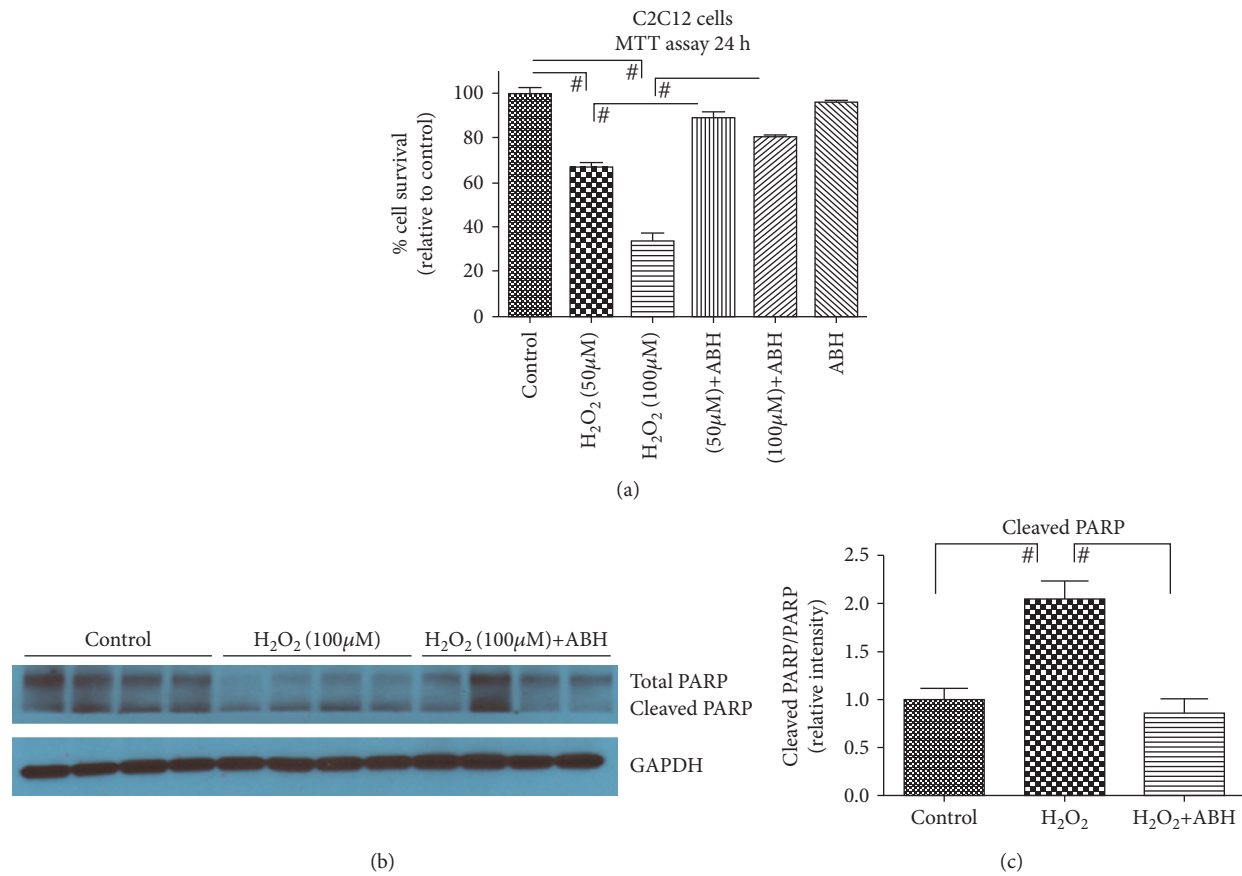 C2C12 cells
MTT assay 24 h
#
#
#
#
% cell survival
(relative to control)
100
80
60
40
20
0
Control
H₂O₂ (50μM)
H₂O₂ (100μM)
(50μM)+ABH
(100μM)+ABH
ABH
(a)
Control
H₂O₂ (100μM)
H₂O₂ (100μM)+ABH
Total PARP
Cleaved PARP
GAPDH
(b)
Cleaved PARP
#
#
Cleaved PARP/PARP
(relative intensity)
2.5
2.0
1.5
1.0
0.5
0.0
Control
H₂O₂
H₂O₂+ABH
(c)